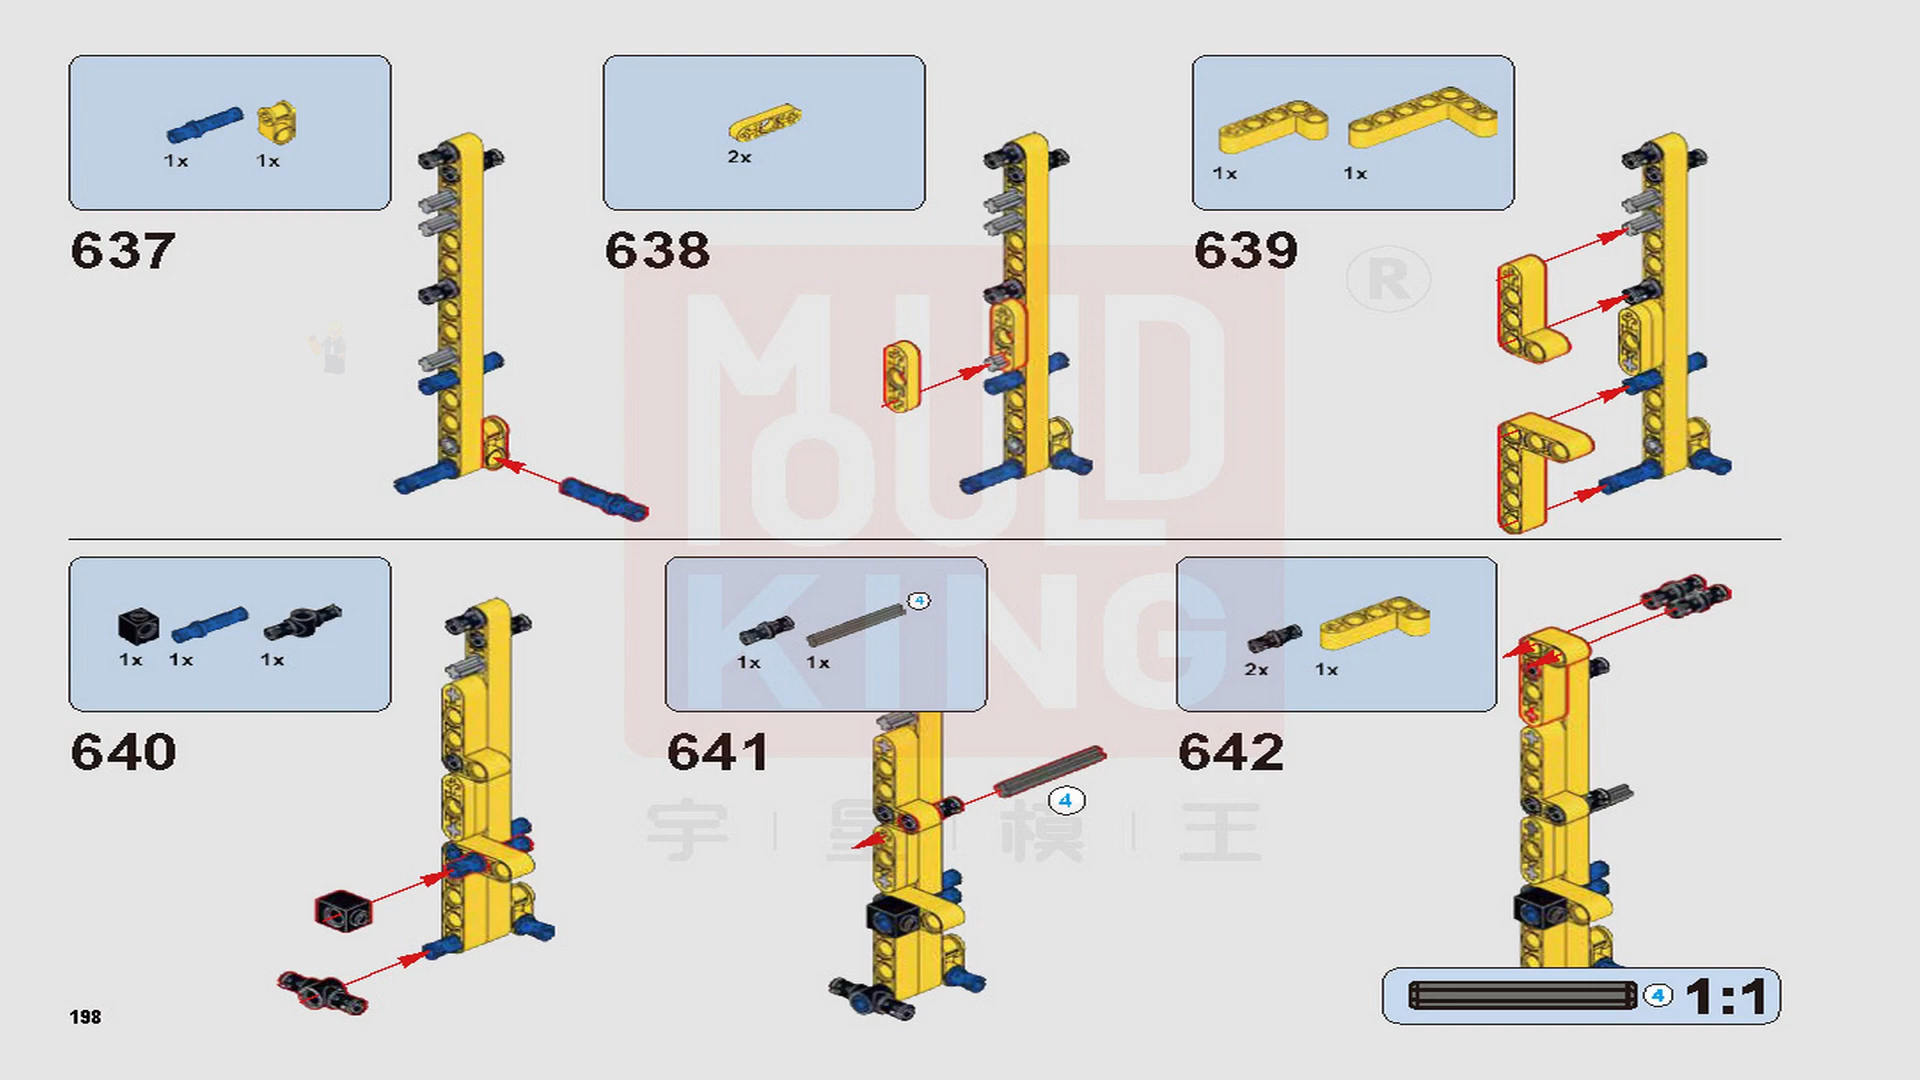 1x 1x
637
2x
638
1x 1x
639
®
MOULD
KING
宇 | 星 | 模 | 王
1x 1x 1x
640
4
1x 1x
641
4
2x 1x
642
4 1:1
198